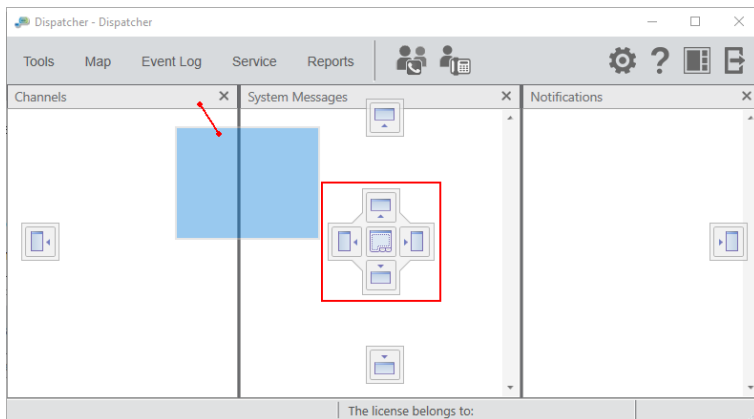 Dispatcher - Dispatcher
Tools Map Event Log Service Reports
Channels System Messages Notifications
The license belongs to: